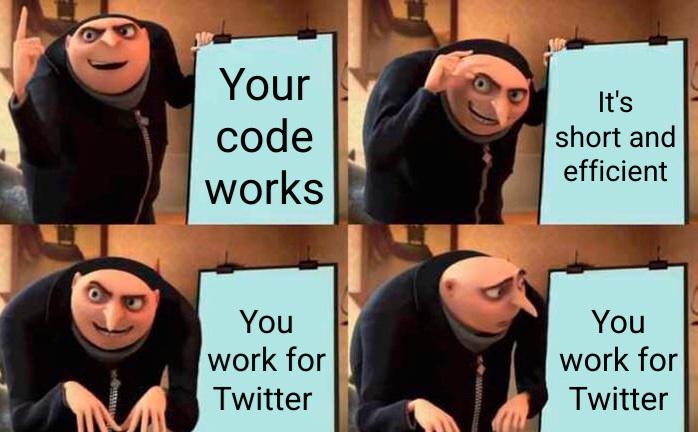 Your
code
works
It's
short and
efficient
You
work for
Twitter
You
work for
Twitter